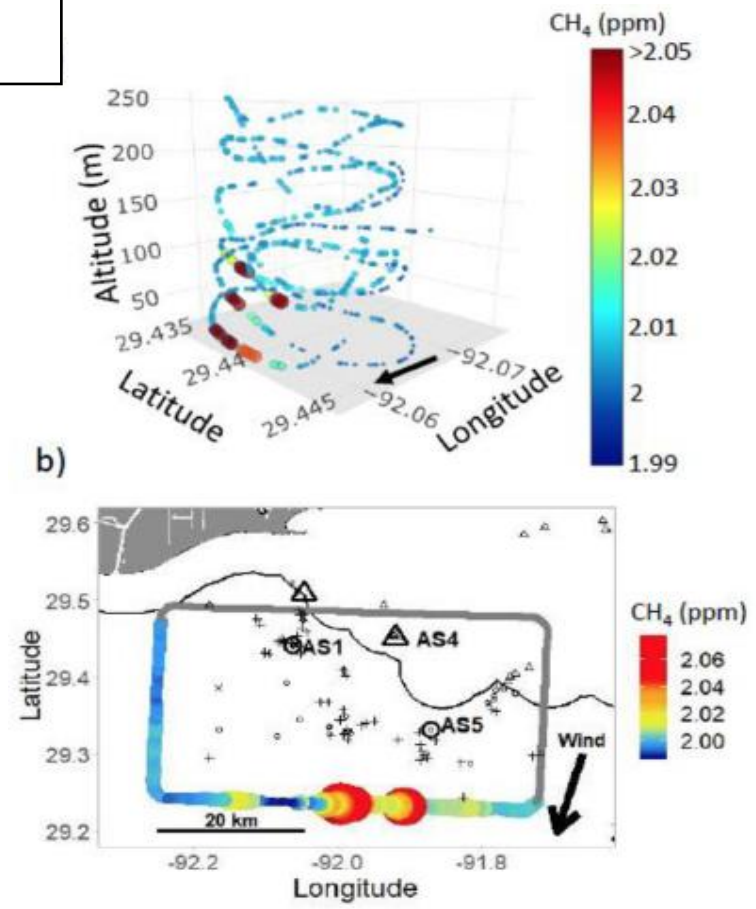 CH₄ (ppm)
>2.05
2.04
2.03
2.02
2.01
2
1.99
250
200
150
100
50
Altitude (m)
29.435
29.44
29.445
Latitude
−92.07
−92.06
Longitude
b)
29.6
29.5
29.4
29.3
29.2
Latitude
AS1
AS4
AS5
Wind
20 km
-92.2
-92.0
-91.8
Longitude
CH₄ (ppm)
2.06
2.04
2.02
2.00